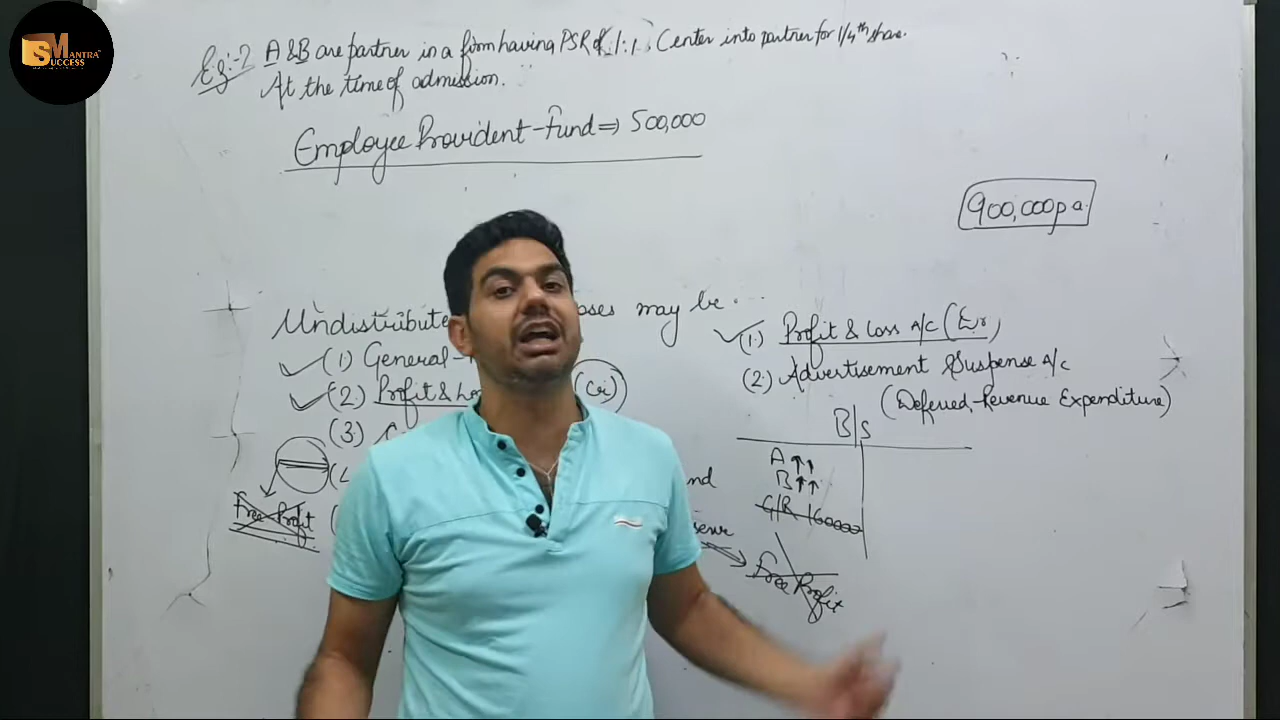 SMANTRA
SUCCESS
Eg:-2 A & B are partner in a firm having PSR of 1:1. C enter into partner for 1/4th share.
At the time of admission.
Employee Provident-Fund ⇒ 500,000
900,000 p.a.
Undistribute oses may be...
(1) General-
(2) Profit & Lo (Cr)
(3)
nd
serve
Free Profit
(1) Profit & Loss A/C (Dr)
(2) Advertisement Suspense A/c
(Deferred-Revenue Expenditure)
B/S
A ↑↑
B ↑↑
G/R 160000
Free Profit